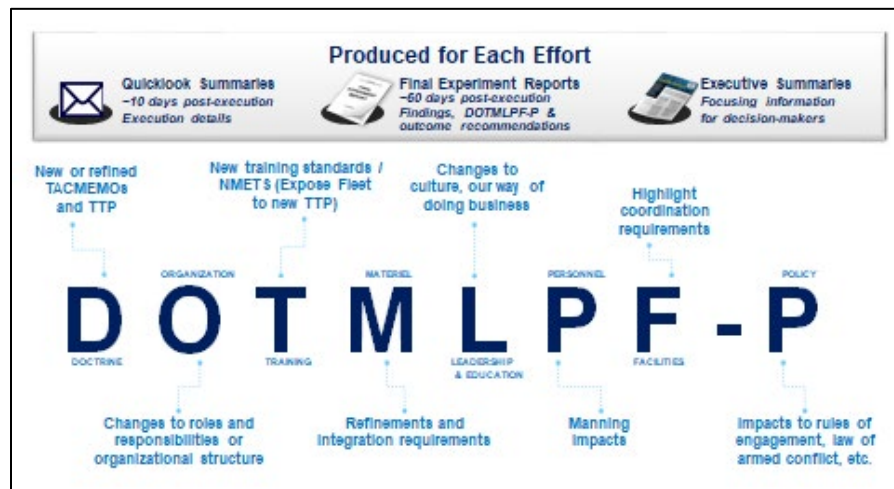 Produced for Each Effort
Quicklook Summaries
~10 days post-execution
Execution details
Final Experiment Reports
~60 days post-execution
Findings, DOTMLPF-P &
outcome recommendations
Executive Summaries
Focusing information
for decision-makers
New or refined
TACMEMOs
and TTP
New training standards /
NMETS (Expose Fleet
to new TTP)
Changes to
culture, our way of
doing business
Highlight
coordination
requirements
ORGANIZATION
MATERIEL
PERSONNEL
POLICY
D O T M L P F - P
DOCTRINE
TRAINING
LEADERSHIP
& EDUCATION
FACILITIES
Changes to roles and
responsibilities or
organizational structure
Refinements and
integration requirements
Manning
impacts
Impacts to rules of
engagement, law of
armed conflict, etc.